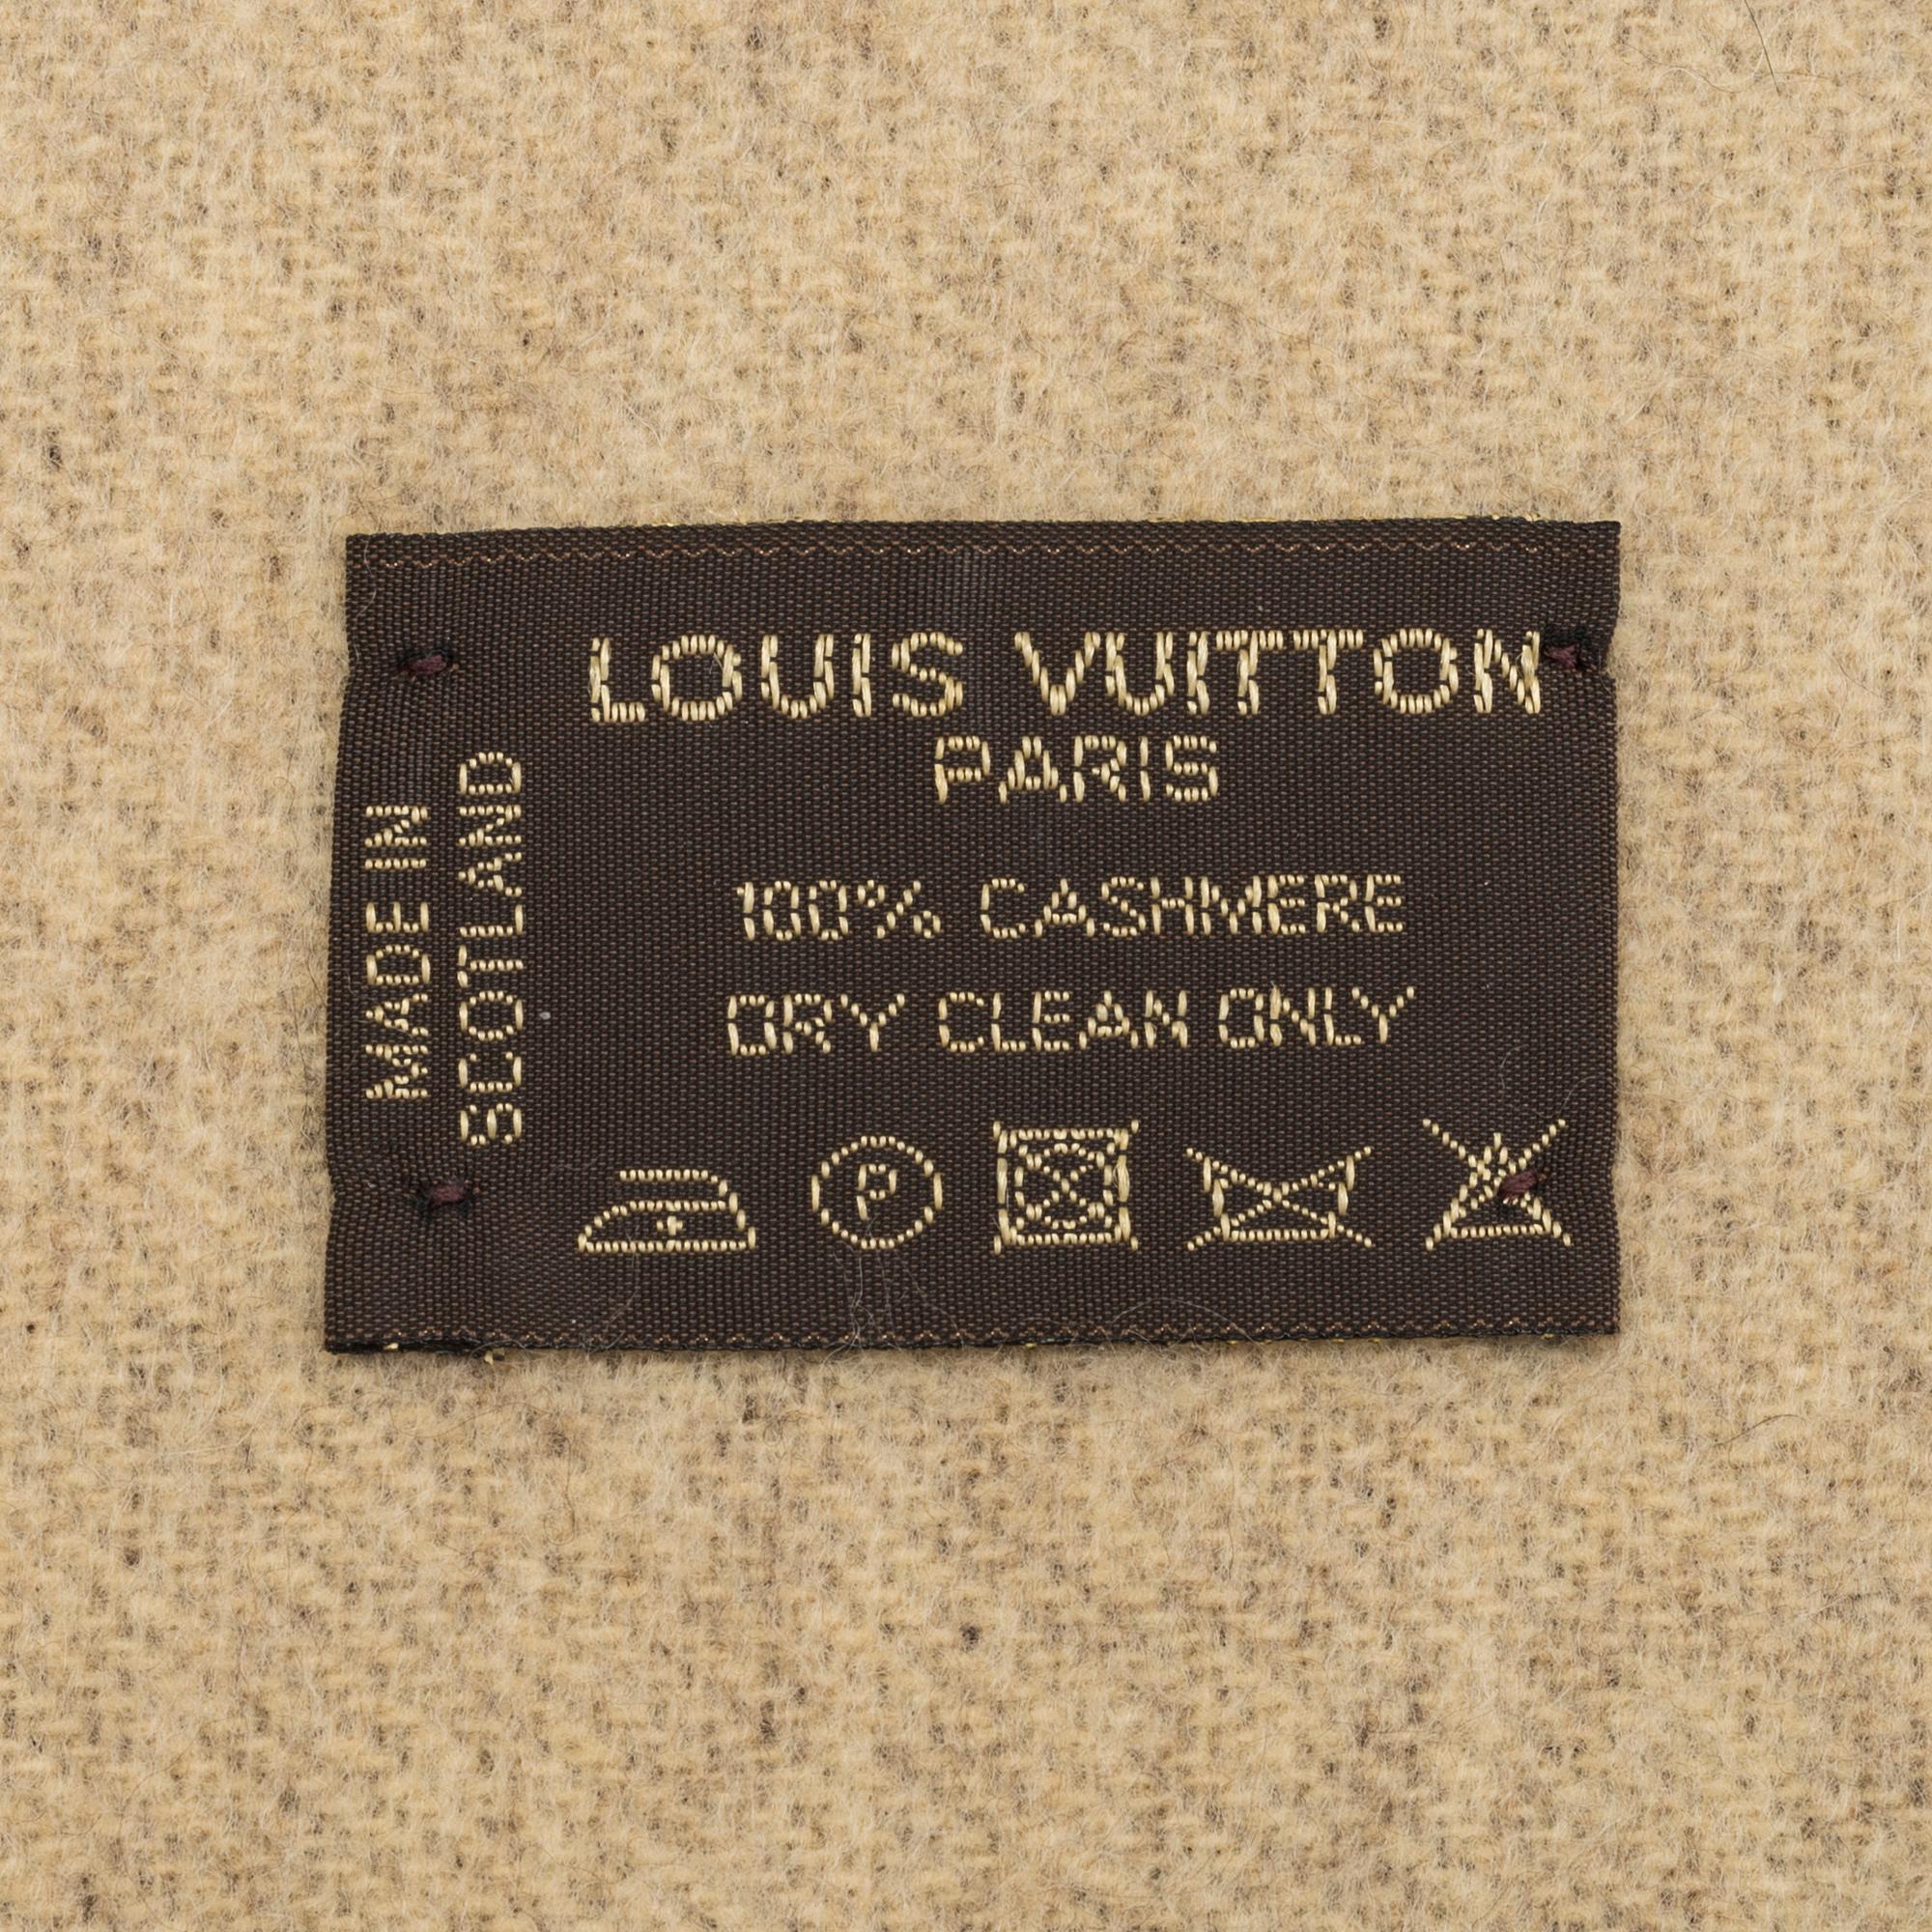 LOUIS VUITTON
PARIS
100% CASHMERE
DRY CLEAN ONLY
P
MADE IN
SCOTLAND